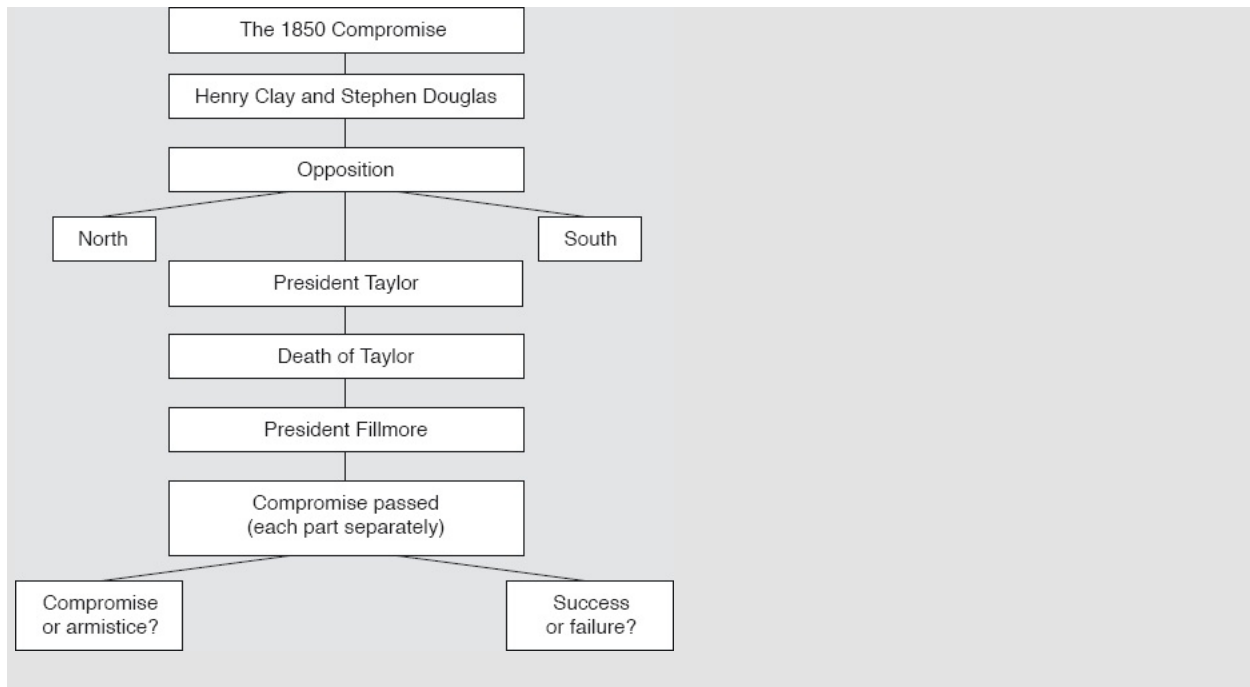 The 1850 Compromise
Henry Clay and Stephen Douglas
Opposition
North
South
President Taylor
Death of Taylor
President Fillmore
Compromise passed
(each part separately)
Compromise
or armistice?
Success
or failure?